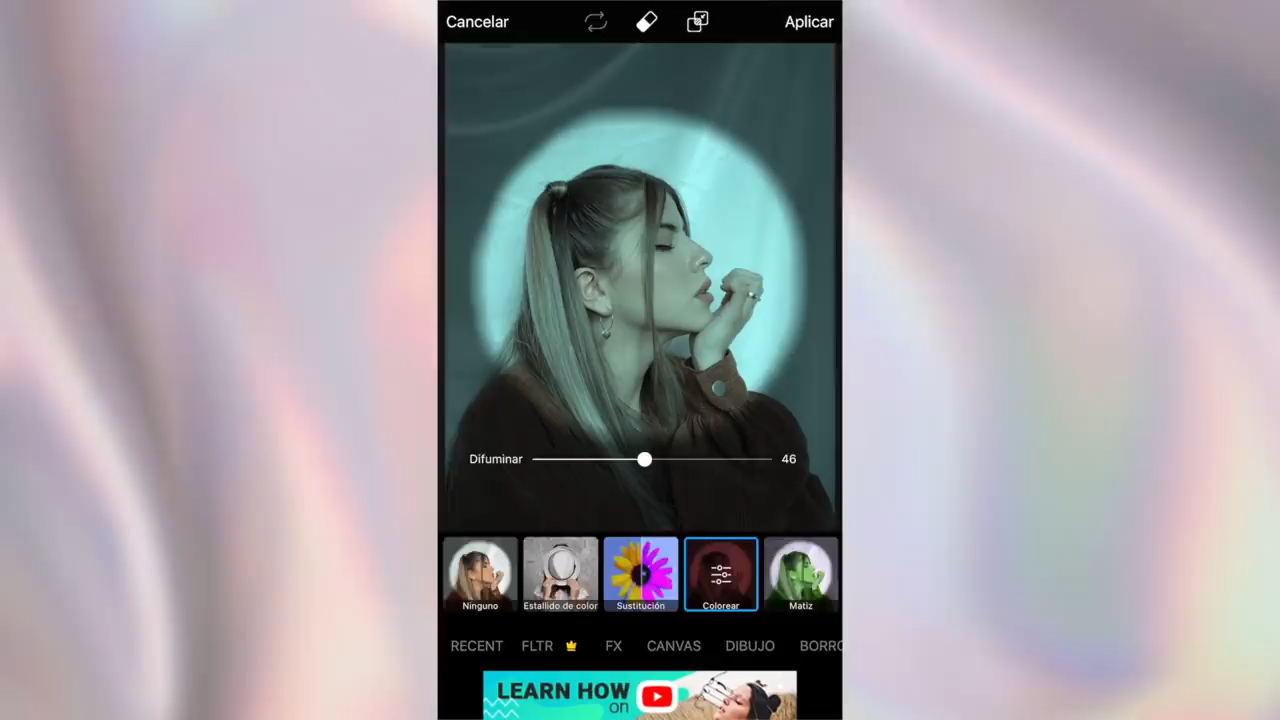 Cancelar
Aplicar
Difuminar
46
Ninguno
Estallido de color
Sustitución
Colorear
Matiz
RECENT
FLTR
FX
CANVAS
DIBUJO
BORRO
LEARN HOW
on